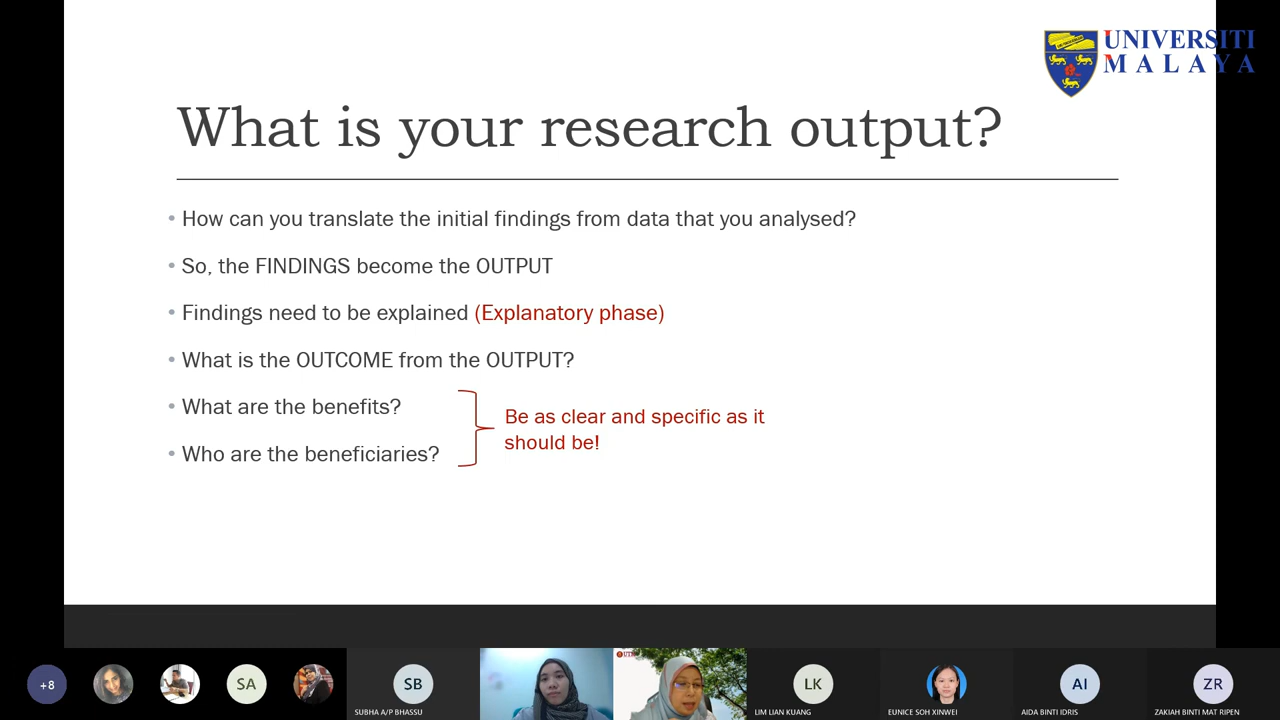 UNIVERSITI
MALAYA
What is your research output?
• How can you translate the initial findings from data that you analysed?
• So, the FINDINGS become the OUTPUT
• Findings need to be explained (Explanatory phase)
• What is the OUTCOME from the OUTPUT?
• What are the benefits?
• Who are the beneficiaries?
Be as clear and specific as it
should be!
+8
SA
SB
SUBHA A/P BHASSU
LK
LIM LIAN KUANG
EUNICE SOH XINWEI
AI
AIDA BINTI IDRIS
ZR
ZAKIAH BINTI MAT RIPEN